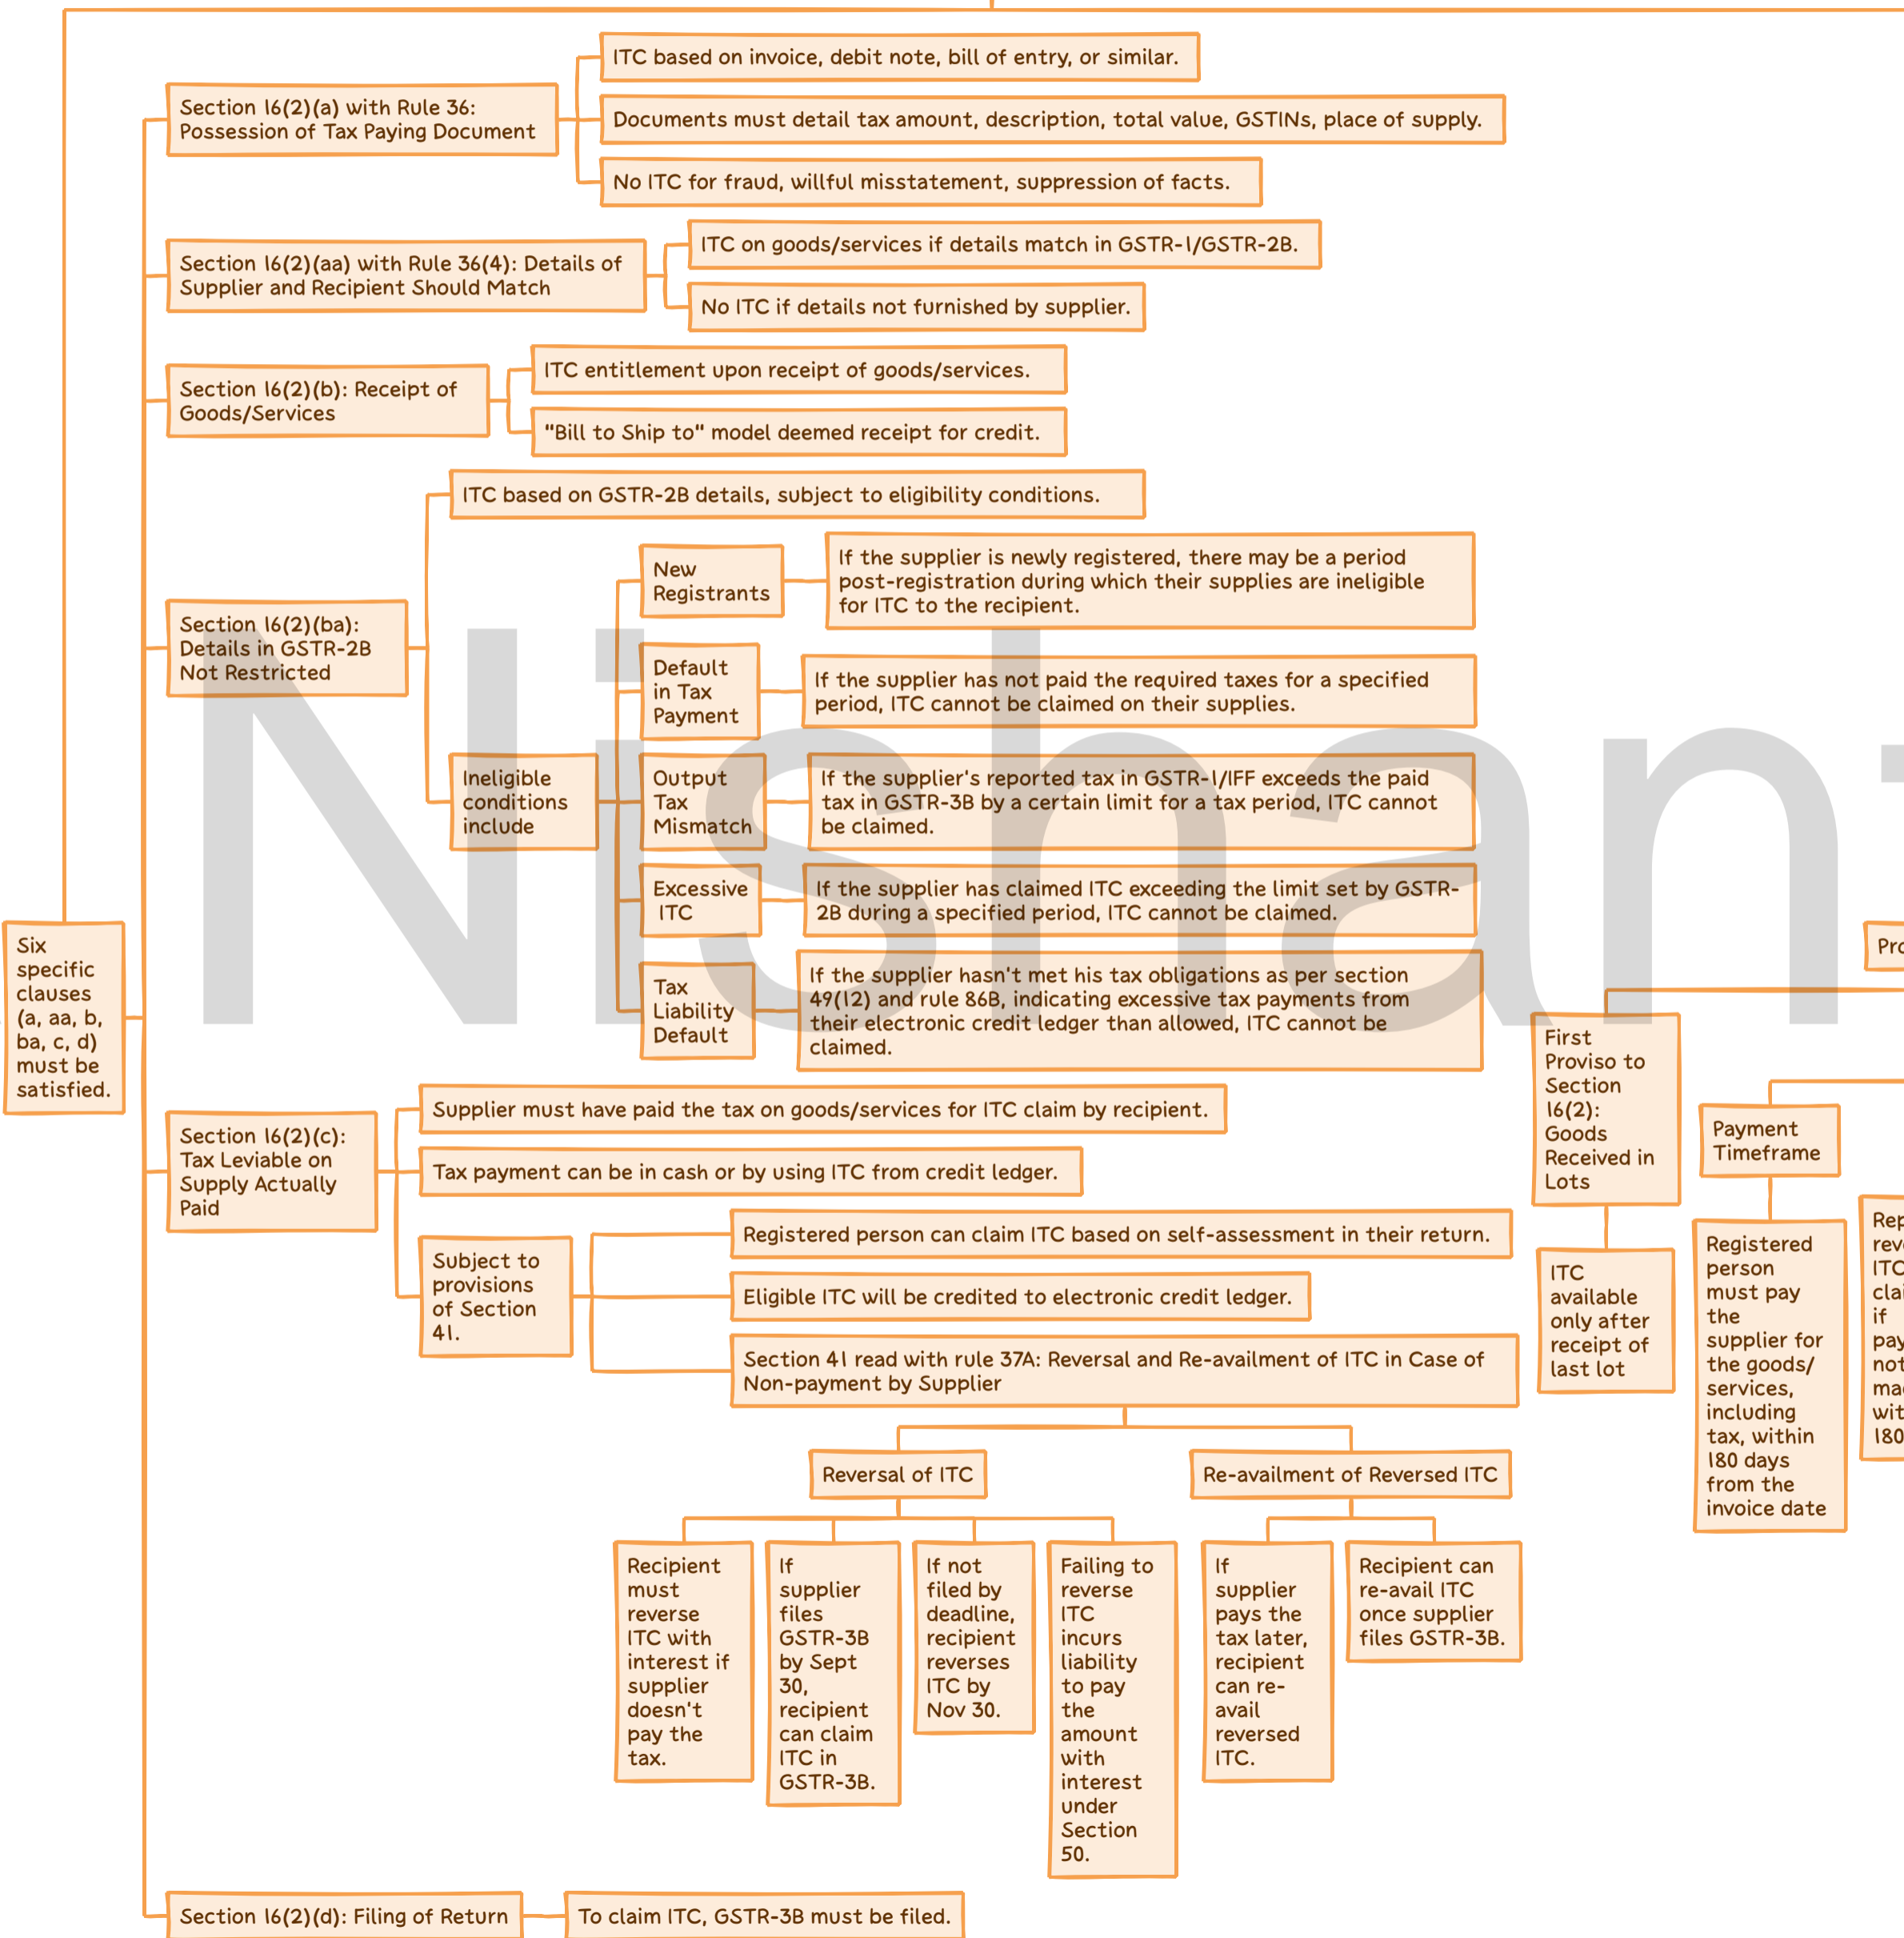 Section 16(2)(a) with Rule 36:
Possession of Tax Paying Document
ITC based on invoice, debit note, bill of entry, or similar.
Documents must detail tax amount, description, total value, GSTINs, place of supply.
No ITC for fraud, willful misstatement, suppression of facts.
Section 16(2)(aa) with Rule 36(4): Details of
Supplier and Recipient Should Match
ITC on goods/services if details match in GSTR-1/GSTR-2B.
No ITC if details not furnished by supplier.
Section 16(2)(b): Receipt of
Goods/Services
ITC entitlement upon receipt of goods/services.
"Bill to Ship to" model deemed receipt for credit.
Section 16(2)(ba):
Details in GSTR-2B
Not Restricted
ITC based on GSTR-2B details, subject to eligibility conditions.
Ineligible
conditions
include
New
Registrants
If the supplier is newly registered, there may be a period
post-registration during which their supplies are ineligible
for ITC to the recipient.
Default
in Tax
Payment
If the supplier has not paid the required taxes for a specified
period, ITC cannot be claimed on their supplies.
Output
Tax
Mismatch
If the supplier's reported tax in GSTR-1/IFF exceeds the paid
tax in GSTR-3B by a certain limit for a tax period, ITC cannot
be claimed.
Excessive
ITC
If the supplier has claimed ITC exceeding the limit set by GSTR-
2B during a specified period, ITC cannot be claimed.
Tax
Liability
Default
If the supplier hasn't met his tax obligations as per section
49(12) and rule 86B, indicating excessive tax payments from
their electronic credit ledger than allowed, ITC cannot be
claimed.
Six
specific
clauses
(a, aa, b,
ba, c, d)
must be
satisfied.
Section 16(2)(c):
Tax Leviable on
Supply Actually
Paid
Supplier must have paid the tax on goods/services for ITC claim by recipient.
Tax payment can be in cash or by using ITC from credit ledger.
Subject to
provisions
of Section
41.
Registered person can claim ITC based on self-assessment in their return.
Eligible ITC will be credited to electronic credit ledger.
Section 41 read with rule 37A: Reversal and Re-availment of ITC in Case of
Non-payment by Supplier
Reversal of ITC
Recipient
must
reverse
ITC with
interest if
supplier
doesn't
pay the
tax.
If
supplier
files
GSTR-3B
by Sept
30,
recipient
can claim
ITC in
GSTR-3B.
If not
filed by
deadline,
recipient
reverses
ITC by
Nov 30.
Failing to
reverse
ITC
incurs
liability
to pay
the
amount
with
interest
under
Section
50.
Re-availment of Reversed ITC
If
supplier
pays the
tax later,
recipient
can re-
avail
reversed
ITC.
Recipient can
re-avail ITC
once supplier
files GSTR-3B.
Section 16(2)(d): Filing of Return
To claim ITC, GSTR-3B must be filed.
First
Proviso to
Section
16(2):
Goods
Received in
Lots
ITC
available
only after
receipt of
last lot
Payment
Timeframe
Registered
person
must pay
the
supplier for
the goods/
services,
including
tax, within
180 days
from the
invoice date
if
180
Nishan